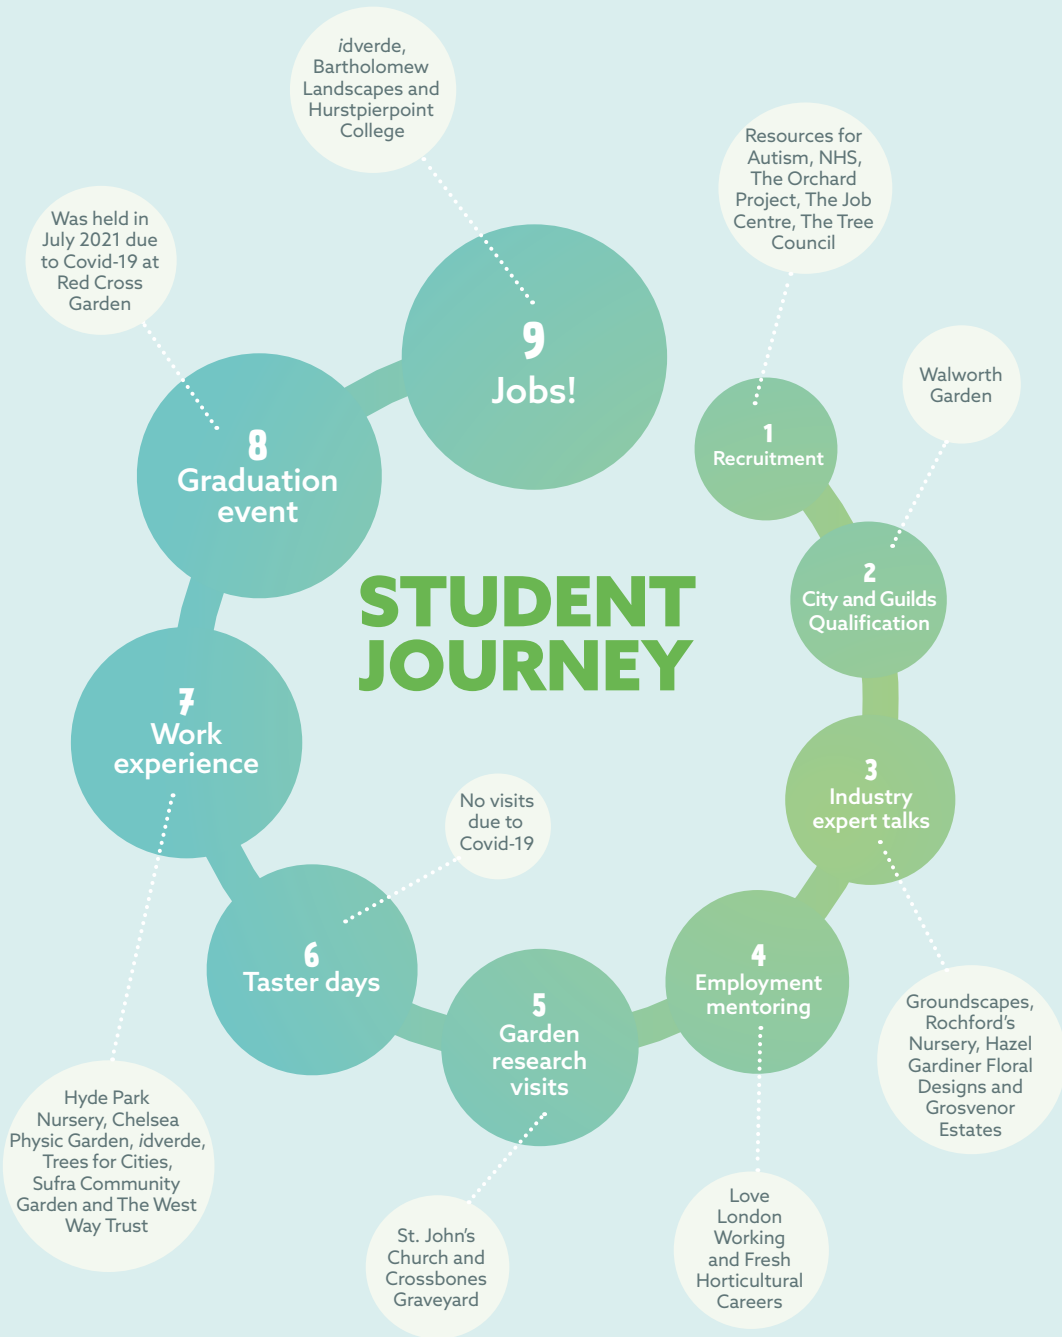 STUDENT
JOURNEY
Resources for
Autism, NHS,
The Orchard
Project, The Job
Centre, The Tree
Council
1
Recruitment
Walworth
Garden
2
City and Guilds
Qualification
3
Industry
expert talks
Groundscapes,
Rochford’s
Nursery, Hazel
Gardiner Floral
Designs and
Grosvenor
Estates
4
Employment
mentoring
Love
London
Working
and Fresh
Horticultural
Careers
5
Garden
research
visits
St. John’s
Church and
Crossbones
Graveyard
No visits
due to
Covid-19
6
Taster days
7
Work
experience
Hyde Park
Nursery, Chelsea
Physic Garden, idverde,
Trees for Cities,
Sufra Community
Garden and The West
Way Trust
Was held in
July 2021 due
to Covid-19 at
Red Cross
Garden
8
Graduation
event
idverde,
Bartholomew
Landscapes and
Hurstpierpoint
College
9
Jobs!